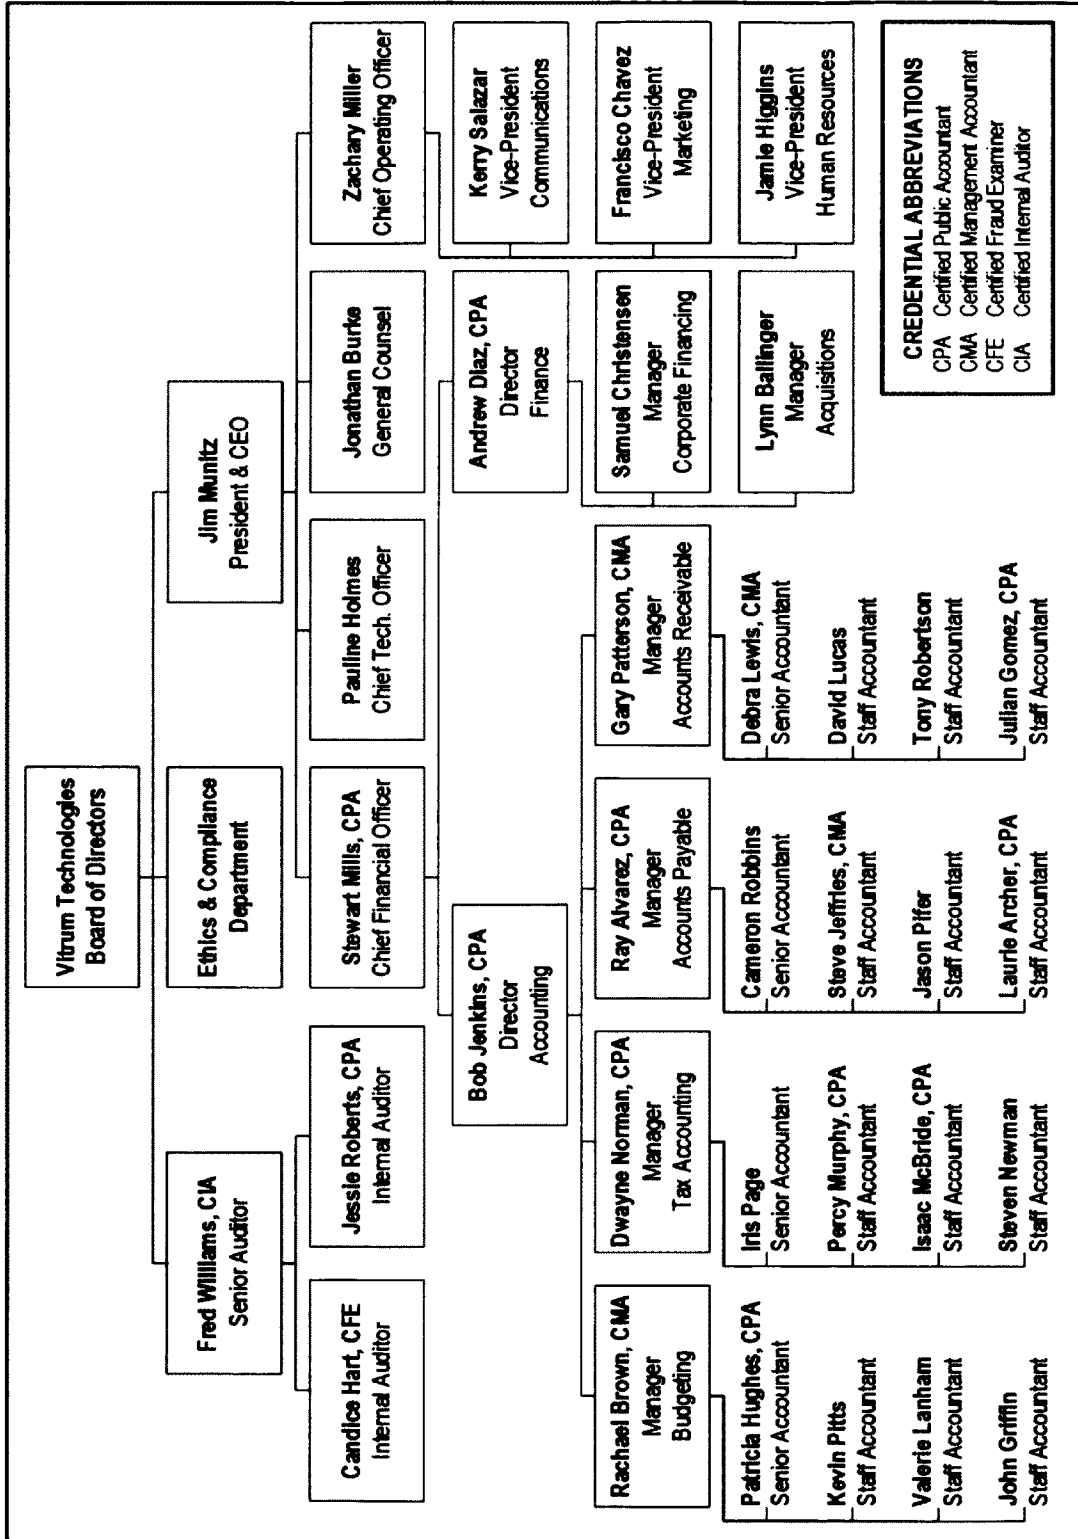 Vitrum Technologies
Board of Directors
Fred Williams, CIA
Senior Auditor
Ethics & Compliance
Department
Jim Munitz
President & CEO
Candice Hart, CFE
Internal Auditor
Jessie Roberts, CPA
Internal Auditor
Stewart Mills, CPA
Chief Financial Officer
Pauline Holmes
Chief Tech. Officer
Jonathan Burke
General Counsel
Zachary Miller
Chief Operating Officer
Bob Jenkins, CPA
Director
Accounting
Andrew Diaz, CPA
Director
Finance
Kerry Salazar
Vice-President
Communications
Rachael Brown, CMA
Manager
Budgeting
Dwayne Norman, CPA
Manager
Tax Accounting
Ray Alvarez, CPA
Manager
Accounts Payable
Gary Patterson, CMA
Manager
Accounts Receivable
Samuel Christensen
Manager
Corporate Financing
Francisco Chavez
Vice-President
Marketing
Patricia Hughes, CPA
Senior Accountant
Kevin Pitts
Staff Accountant
Valerie Lanham
Staff Accountant
John Griffin
Staff Accountant
Iris Page
Senior Accountant
Percy Murphy, CPA
Staff Accountant
Isaac McBride, CPA
Staff Accountant
Steven Newman
Staff Accountant
Cameron Robbins
Senior Accountant
Steve Jeffries, CMA
Staff Accountant
Jason Pifer
Staff Accountant
Laurie Archer, CPA
Staff Accountant
Debra Lewis, CMA
Senior Accountant
David Lucas
Staff Accountant
Tony Robertson
Staff Accountant
Julian Gomez, CPA
Staff Accountant
Lynn Ballinger
Manager
Acquisitions
Jamie Higgins
Vice-President
Human Resources
CREDENTIAL ABBREVIATIONS
CPA Certified Public Accountant
CMA Certified Management Accountant
CFE Certified Fraud Examiner
CIA Certified Internal Auditor